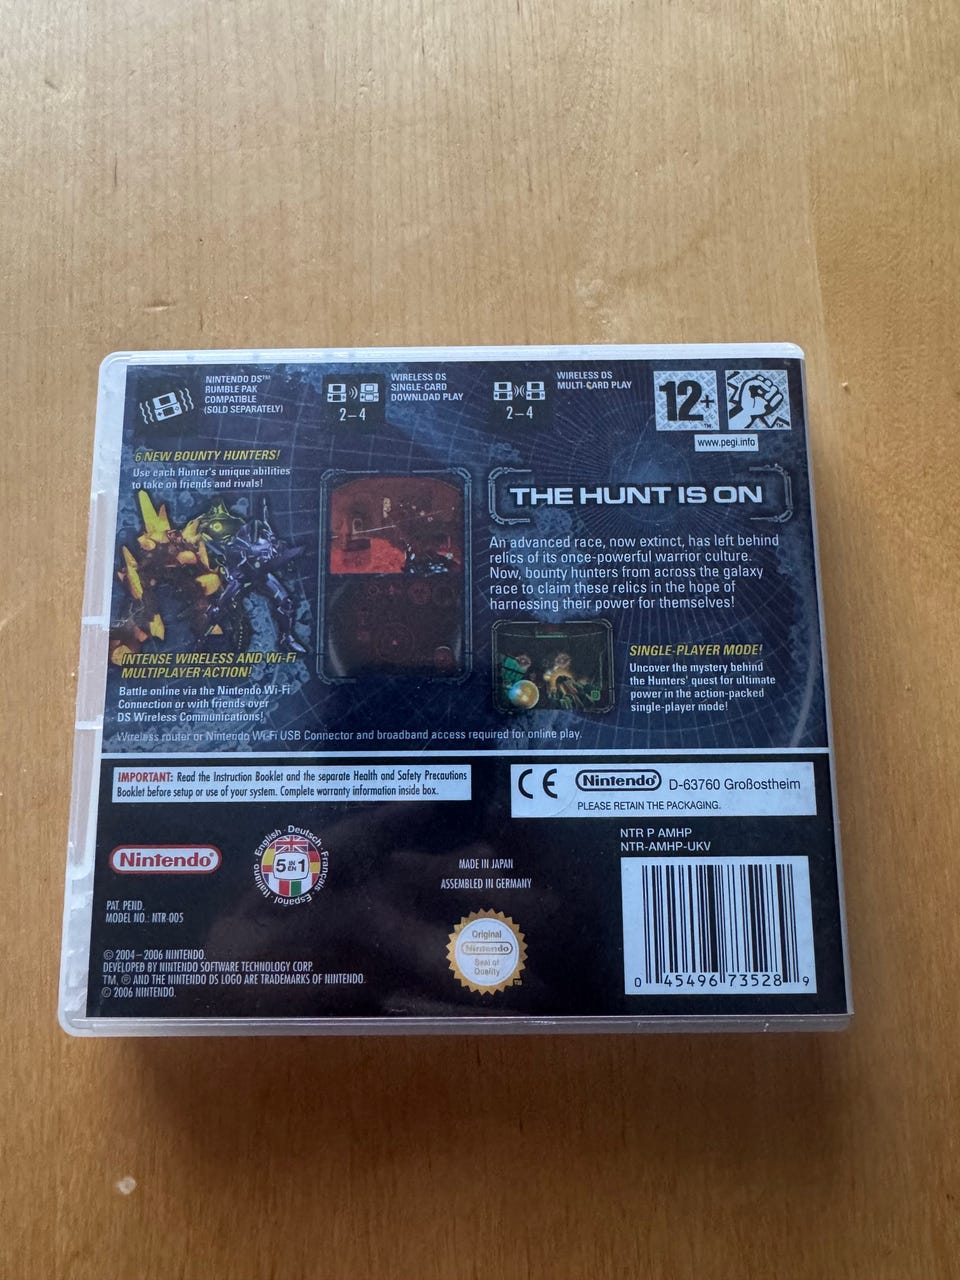 NINTENDO DS™
RUMBLE PAK
COMPATIBLE
(SOLD SEPARATELY)
2–4
WIRELESS DS
SINGLE-CARD
DOWNLOAD PLAY
2–4
WIRELESS DS
MULTI-CARD PLAY
12+
™
™
www.pegi.info
6 NEW BOUNTY HUNTERS!
Use each Hunter's unique abilities
to take on friends and rivals!
THE HUNT IS ON
An advanced race, now extinct, has left behind
relics of its once-powerful warrior culture.
Now, bounty hunters from across the galaxy
race to claim these relics in the hope of
harnessing their power for themselves!
INTENSE WIRELESS AND Wi-Fi
MULTIPLAYER ACTION!
Battle online via the Nintendo Wi-Fi
Connection or with friends over
DS Wireless Communications!
SINGLE-PLAYER MODE!
Uncover the mystery behind
the Hunters' quest for ultimate
power in the action-packed
single-player mode!
Wireless router or Nintendo Wi-Fi USB Connector and broadband access required for online play.
IMPORTANT: Read the Instruction Booklet and the separate Health and Safety Precautions
Booklet before setup or use of your system. Complete warranty information inside box.
CE Nintendo® D-63760 Großostheim
PLEASE RETAIN THE PACKAGING.
NTR P AMHP
NTR-AMHP-UKV
Nintendo®
English · Deutsch · Français · Español · Italiano
5 IN EN 1
MADE IN JAPAN
ASSEMBLED IN GERMANY
PAT. PEND.
MODEL NO.: NTR-005
Original
Nintendo
Seal of
Quality
™
© 2004–2006 NINTENDO.
DEVELOPED BY NINTENDO SOFTWARE TECHNOLOGY CORP.
TM, ® AND THE NINTENDO DS LOGO ARE TRADEMARKS OF NINTENDO.
© 2006 NINTENDO.
0 45496 73528 9